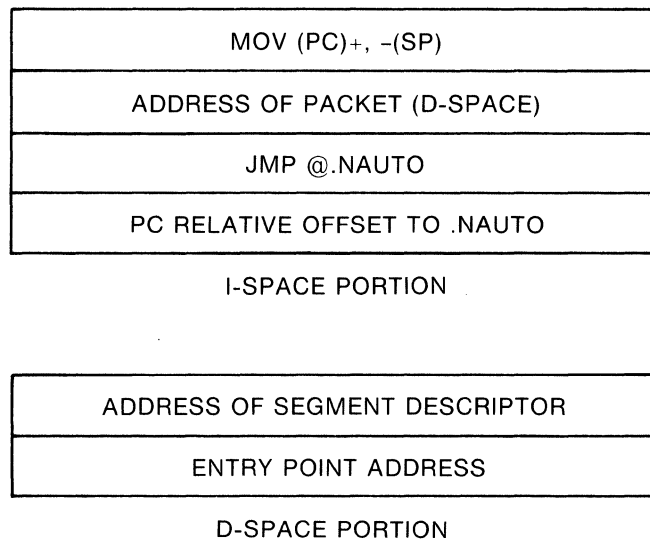 MOV (PC)+, –(SP)
ADDRESS OF PACKET (D-SPACE)
JMP @.NAUTO
PC RELATIVE OFFSET TO .NAUTO
I-SPACE PORTION
ADDRESS OF SEGMENT DESCRIPTOR
ENTRY POINT ADDRESS
D-SPACE PORTION